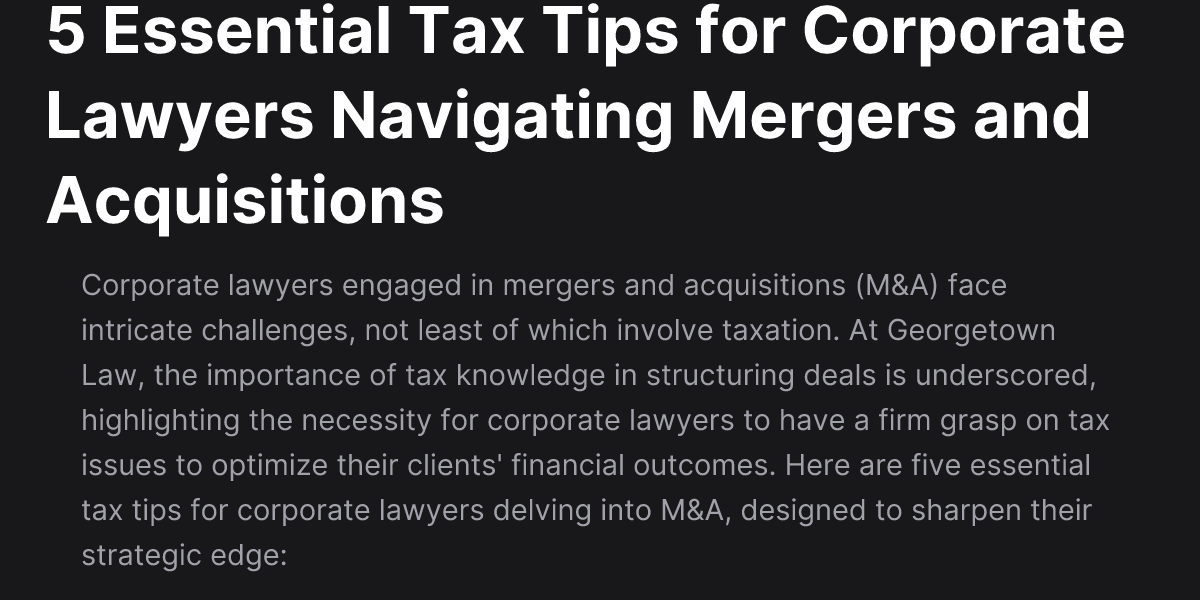 5 Essential Tax Tips for Corporate
Lawyers Navigating Mergers and
Acquisitions
Corporate lawyers engaged in mergers and acquisitions (M&A) face
intricate challenges, not least of which involve taxation. At Georgetown
Law, the importance of tax knowledge in structuring deals is underscored,
highlighting the necessity for corporate lawyers to have a firm grasp on tax
issues to optimize their clients' financial outcomes. Here are five essential
tax tips for corporate lawyers delving into M&A, designed to sharpen their
strategic edge: